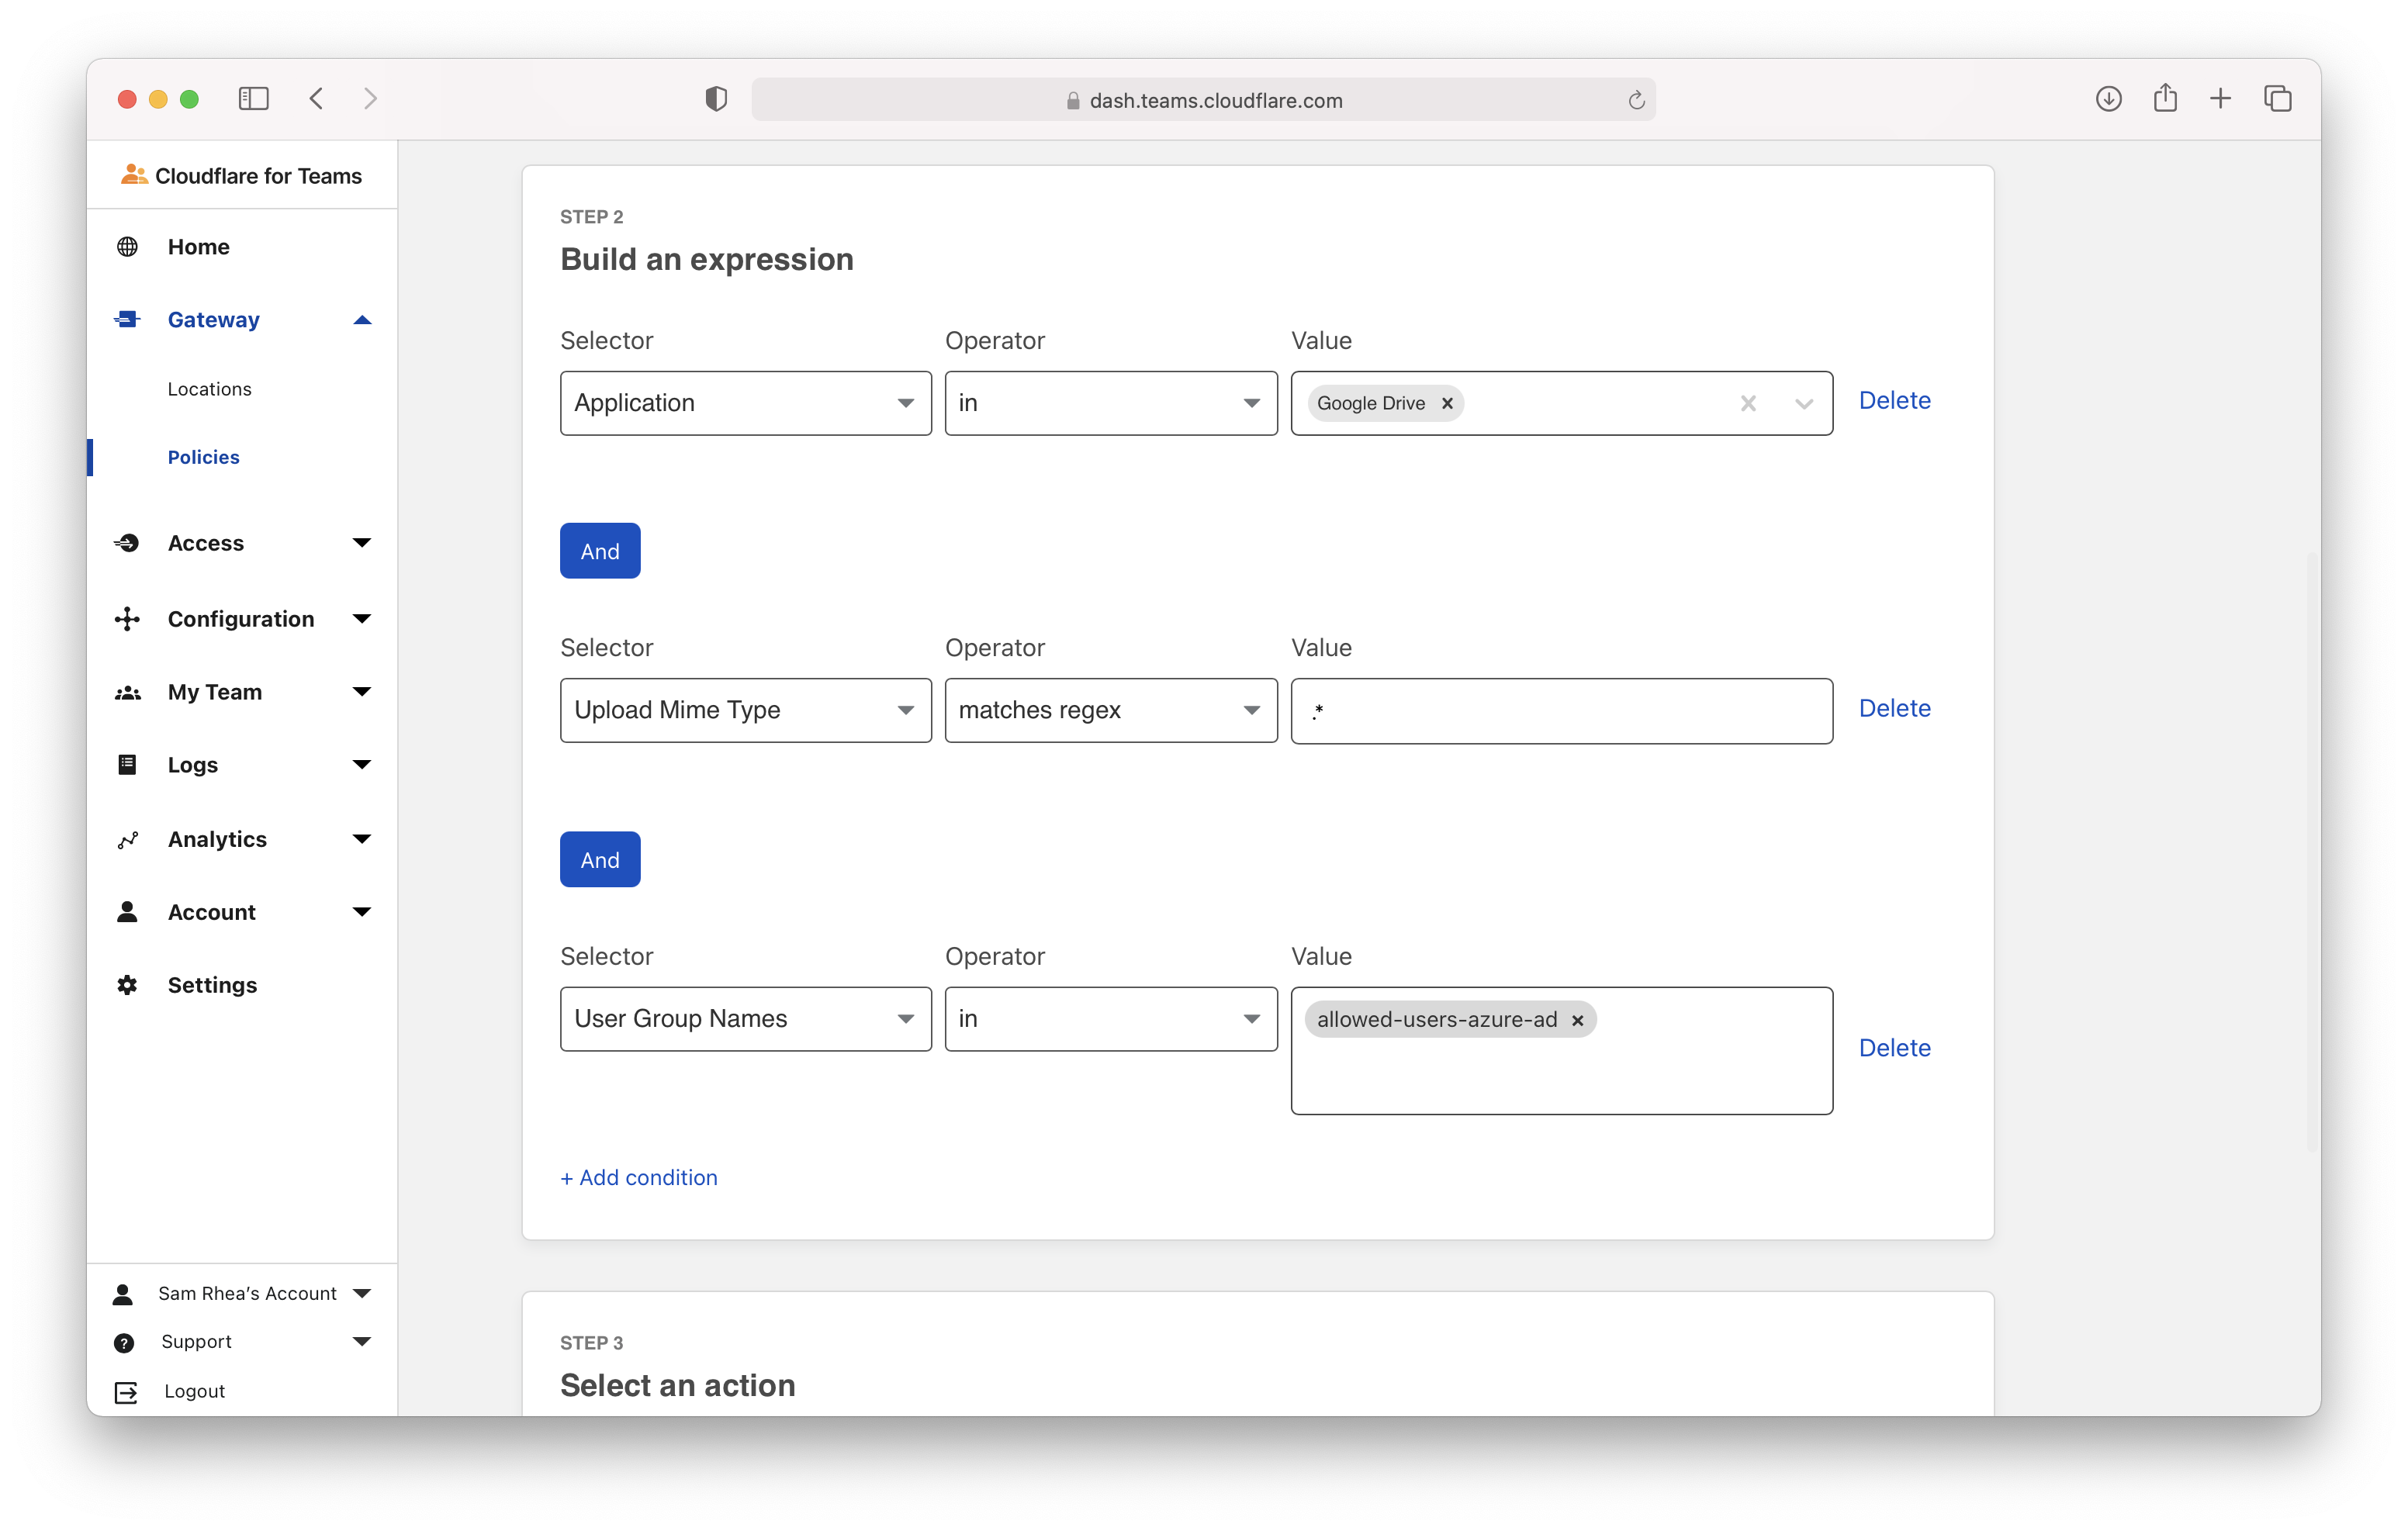 dash.teams.cloudflare.com
Cloudflare for Teams
Home
Gateway
Locations
Policies
Access
Configuration
My Team
Logs
Analytics
Account
Settings
Sam Rhea’s Account
Support
Logout
STEP 2
Build an expression
Selector Operator Value
Application in Google Drive × Delete
And
Selector Operator Value
Upload Mime Type matches regex .* Delete
And
Selector Operator Value
User Group Names in allowed-users-azure-ad × Delete
+ Add condition
STEP 3
Select an action